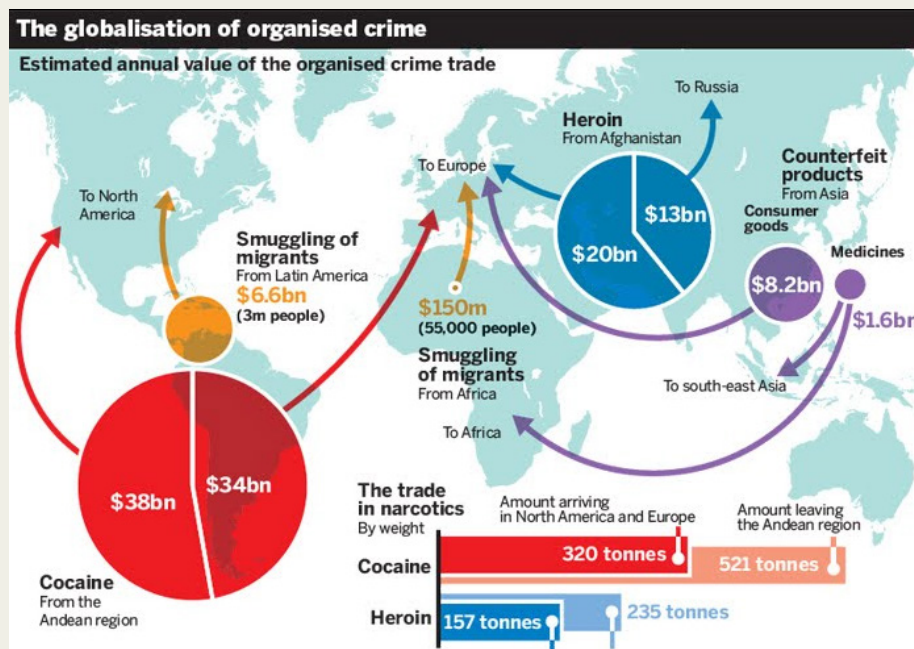 The globalisation of organised crime
Estimated annual value of the organised crime trade
To Russia
Heroin
From Afghanistan
To Europe
Counterfeit
products
From Asia
To North
America
$13bn
Consumer
goods
Smuggling of
migrants
From Latin America
$6.6bn
(3m people)
$20bn
Medicines
$8.2bn
$150m
(55,000 people)
$1.6bn
Smuggling
of migrants
From Africa
To south-east Asia
To Africa
$38bn
$34bn
The trade
in narcotics
By weight
Amount arriving
in North America and Europe
Amount leaving
the Andean region
Cocaine
320 tonnes
521 tonnes
Cocaine
From the
Andean region
Heroin
157 tonnes
235 tonnes